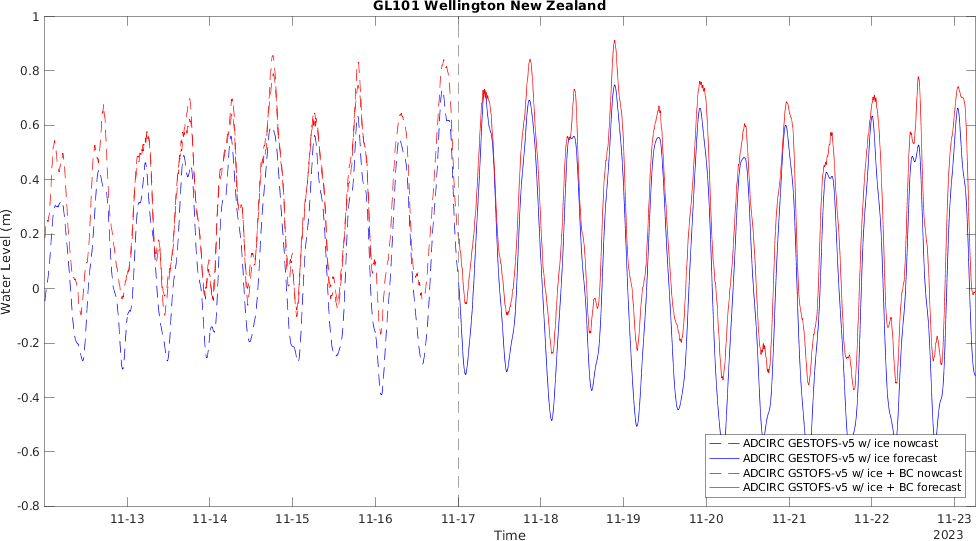 GL101 Wellington New Zealand
1
0.8
0.6
0.4
0.2
0
-0.2
-0.4
-0.6
-0.8
Water Level (m)
ADCIRC GESTOFS-v5 w/ ice nowcast
ADCIRC GESTOFS-v5 w/ ice forecast
ADCIRC GSTOFS-v5 w/ ice + BC nowcast
ADCIRC GSTOFS-v5 w/ ice + BC forecast
11-13 11-14 11-15 11-16 11-17 11-18 11-19 11-20 11-21 11-22 11-23
Time
2023